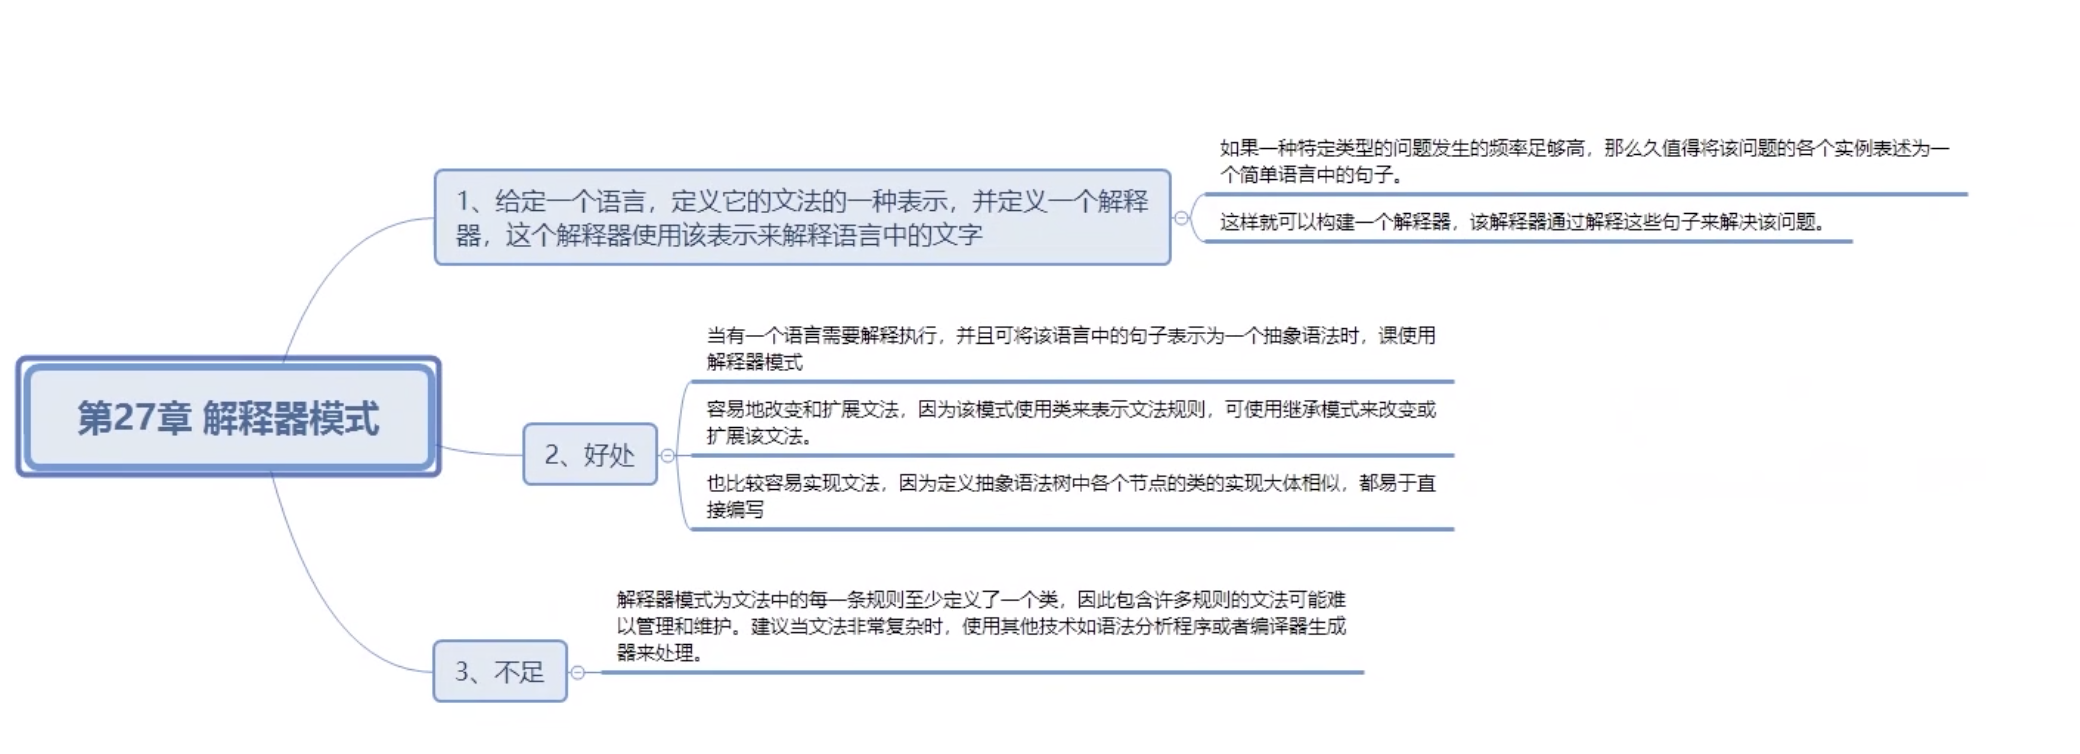 第27章 解释器模式
1、给定一个语言，定义它的文法的一种表示，并定义一个解释
器，这个解释器使用该表示来解释语言中的文字
如果一种特定类型的问题发生的频率足够高，那么久值得将该问题的各个实例表述为一
个简单语言中的句子。
这样就可以构建一个解释器，该解释器通过解释这些句子来解决该问题。
2、好处
当有一个语言需要解释执行，并且可将该语言中的句子表示为一个抽象语法时，课使用
解释器模式
容易地改变和扩展文法，因为该模式使用类来表示文法规则，可使用继承模式来改变或
扩展该文法。
也比较容易实现文法，因为定义抽象语法树中各个节点的类的实现大体相似，都易于直
接编写
3、不足
解释器模式为文法中的每一条规则至少定义了一个类，因此包含许多规则的文法可能难
以管理和维护。建议当文法非常复杂时，使用其他技术如语法分析程序或者编译器生成
器来处理。